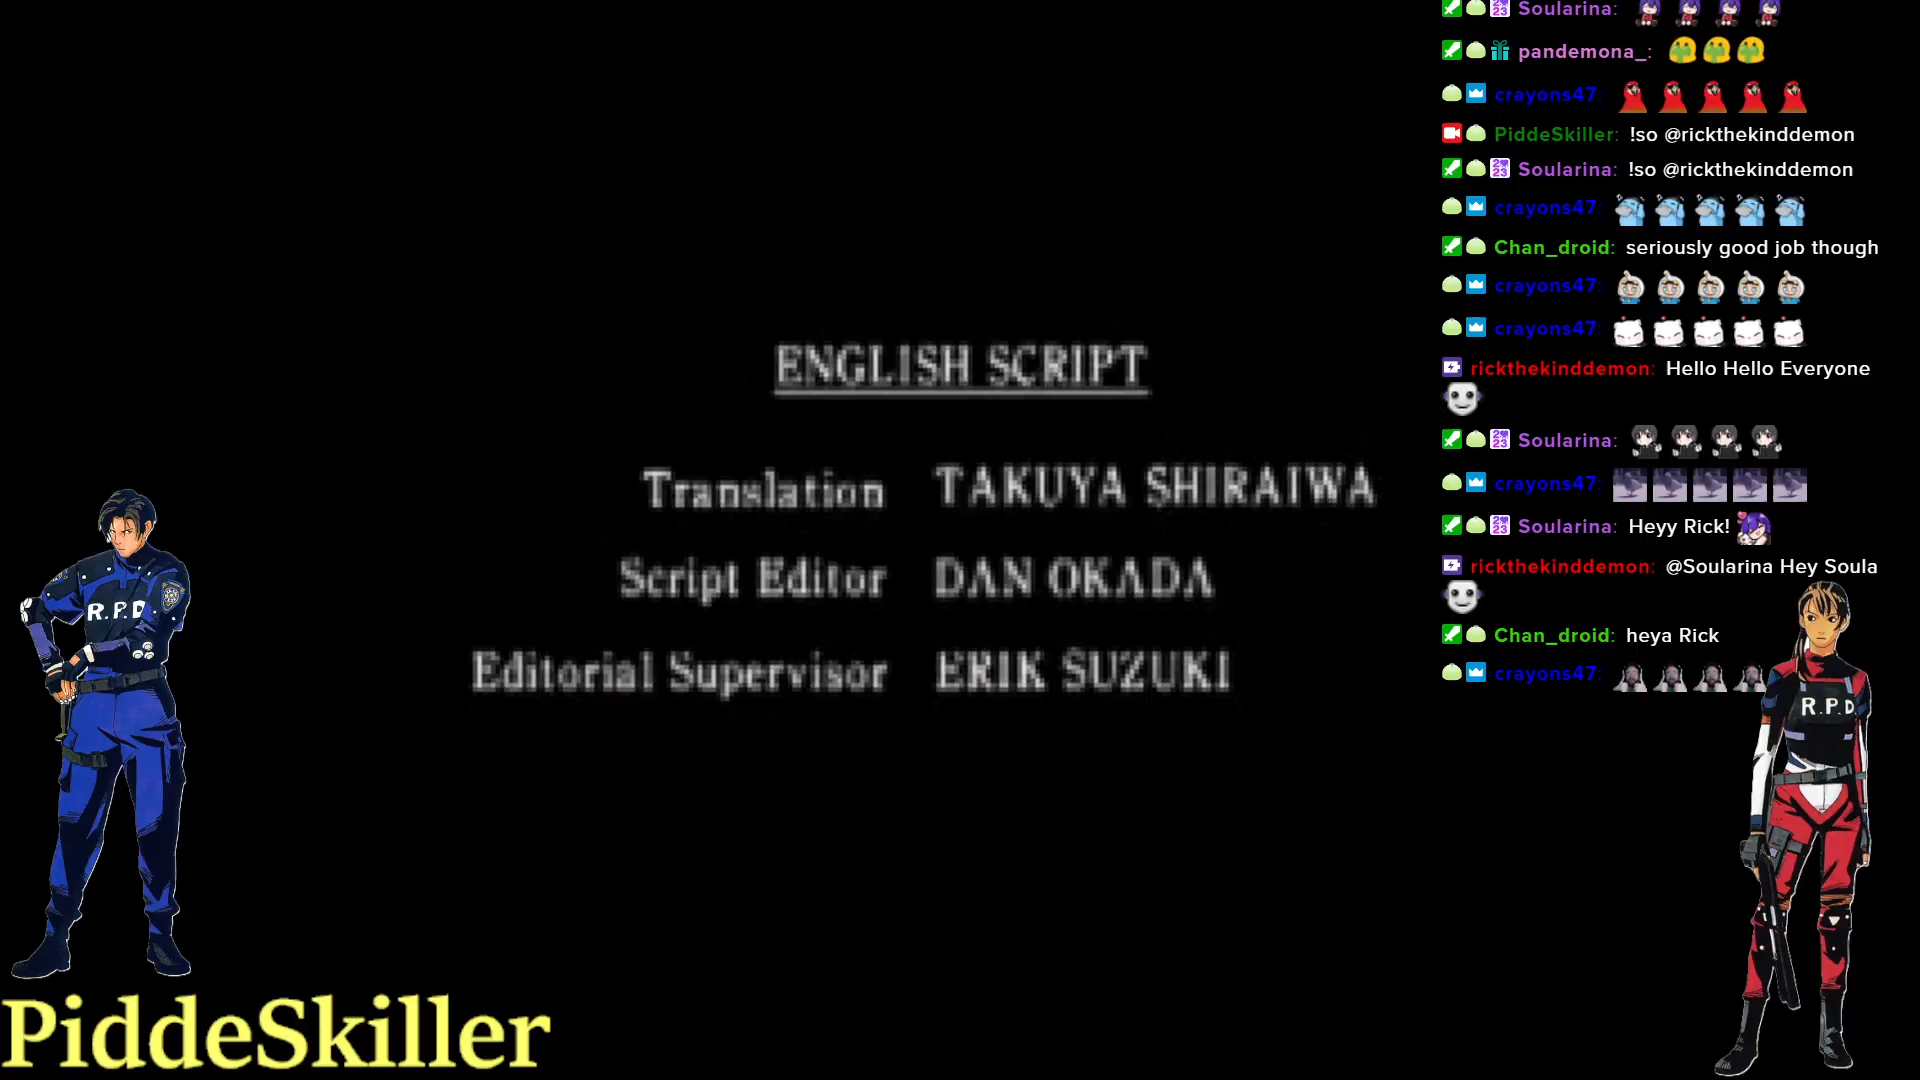 ENGLISH SCRIPT
Translation TAKUYA SHIRAIWA
Script Editor DAN OKADA
Editorial Supervisor ERIK SUZUKI
R.P.D
PiddeSkiller
Soularina:
pandemona_:
crayons47:
PiddeSkiller: !so @rickthekinddemon
Soularina: !so @rickthekinddemon
crayons47:
Chan_droid: seriously good job though
crayons47:
crayons47:
rickthekinddemon: Hello Hello Everyone
Soularina:
crayons47:
Soularina: Heyy Rick!
rickthekinddemon: @Soularina Hey Soula
Chan_droid: heya Rick
crayons47:
R.P.D.